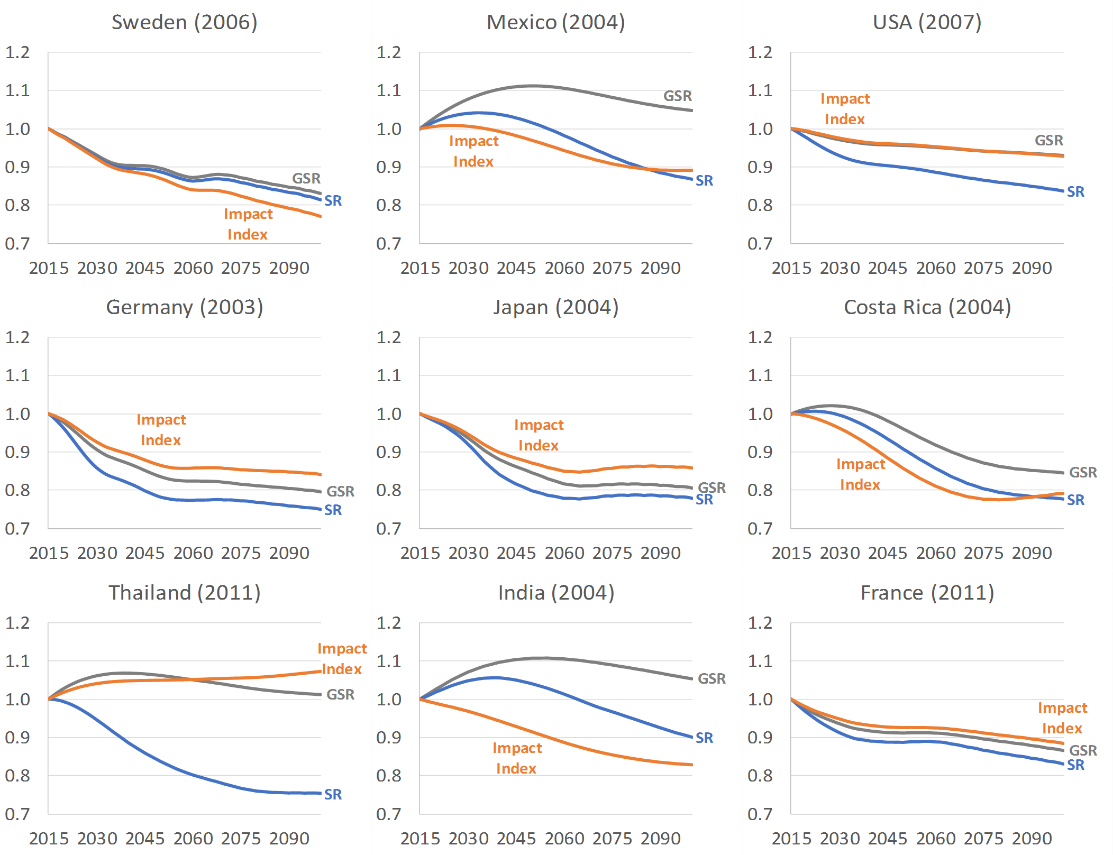 Sweden (2006)
1.2
1.1
1.0
0.9
0.8
0.7
GSR
SR
Impact
Index
2015 2030 2045 2060 2075 2090
Mexico (2004)
1.2
1.1
1.0
0.9
0.8
0.7
GSR
Impact
Index
SR
2015 2030 2045 2060 2075 2090
USA (2007)
1.2
1.1
1.0
0.9
0.8
0.7
Impact
Index
GSR
SR
2015 2030 2045 2060 2075 2090
Germany (2003)
1.2
1.1
1.0
0.9
0.8
0.7
Impact
Index
GSR
SR
2015 2030 2045 2060 2075 2090
Japan (2004)
1.2
1.1
1.0
0.9
0.8
0.7
Impact
Index
GSR
SR
2015 2030 2045 2060 2075 2090
Costa Rica (2004)
1.2
1.1
1.0
0.9
0.8
0.7
Impact
Index
GSR
SR
2015 2030 2045 2060 2075 2090
Thailand (2011)
1.2
1.1
1.0
0.9
0.8
0.7
Impact
Index
GSR
SR
2015 2030 2045 2060 2075 2090
India (2004)
1.2
1.1
1.0
0.9
0.8
0.7
GSR
SR
Impact
Index
2015 2030 2045 2060 2075 2090
France (2011)
1.2
1.1
1.0
0.9
0.8
0.7
Impact
Index
GSR
SR
2015 2030 2045 2060 2075 2090